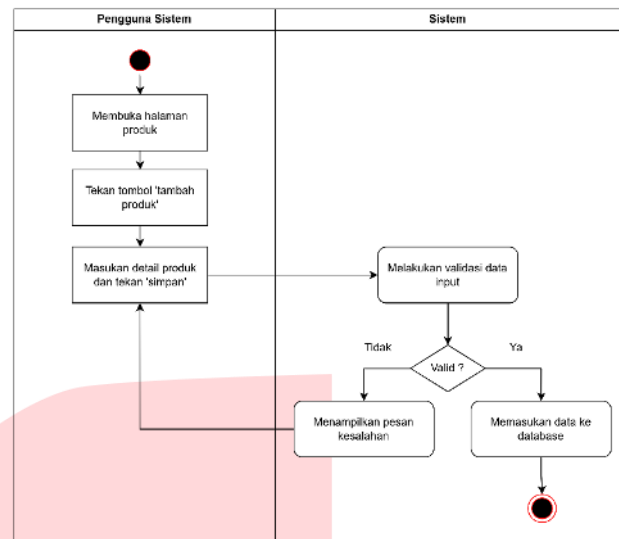 Pengguna Sistem
Sistem
Membuka halaman
produk
Tekan tombol 'tambah
produk'
Masukan detail produk
dan tekan 'simpan'
Melakukan validasi data
input
Tidak
Valid ?
Ya
Menampilkan pesan
kesalahan
Memasukan data ke
database